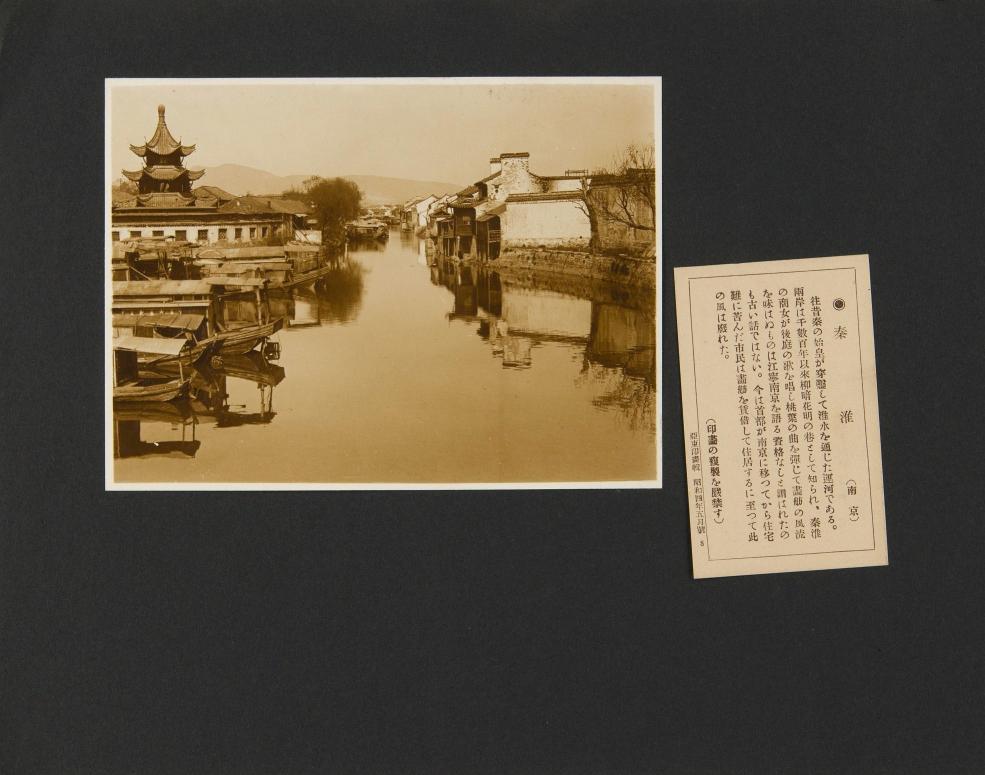 ◉秦淮（南京）
往昔秦の始皇が穿鑿して淮水を通じた運河である。
兩岸は千數百年以來柳暗花明の巷として知られ、秦淮
の商女が後庭の歌を唱し桃葉の曲を彈じて畵舫の風流
を味はぬものは江寧南京を語る資格なしと謂はれたの
も古い話ではない。今は首部が南京に移つてから住宅
難に苦んだ市民は畵舫を賃借して住居するに至つて此
の風は廢れた。
（印畵の複製を嚴禁す）
亞東印畵輯 昭和四年五月號 8